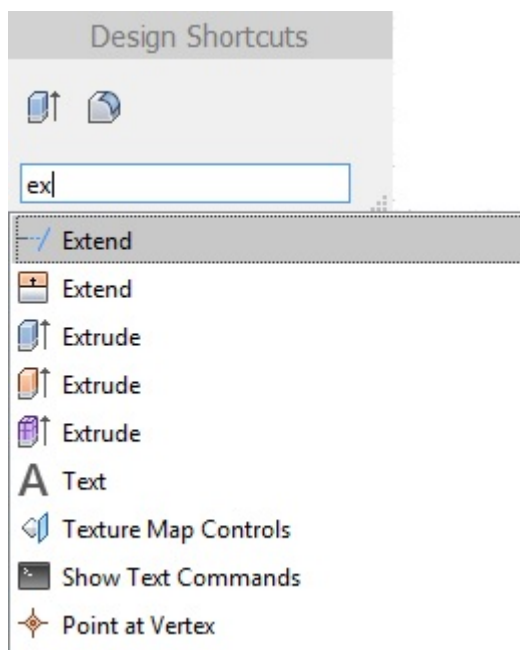 Design Shortcuts
ex
Extend
Extend
Extrude
Extrude
Extrude
A Text
Texture Map Controls
Show Text Commands
Point at Vertex